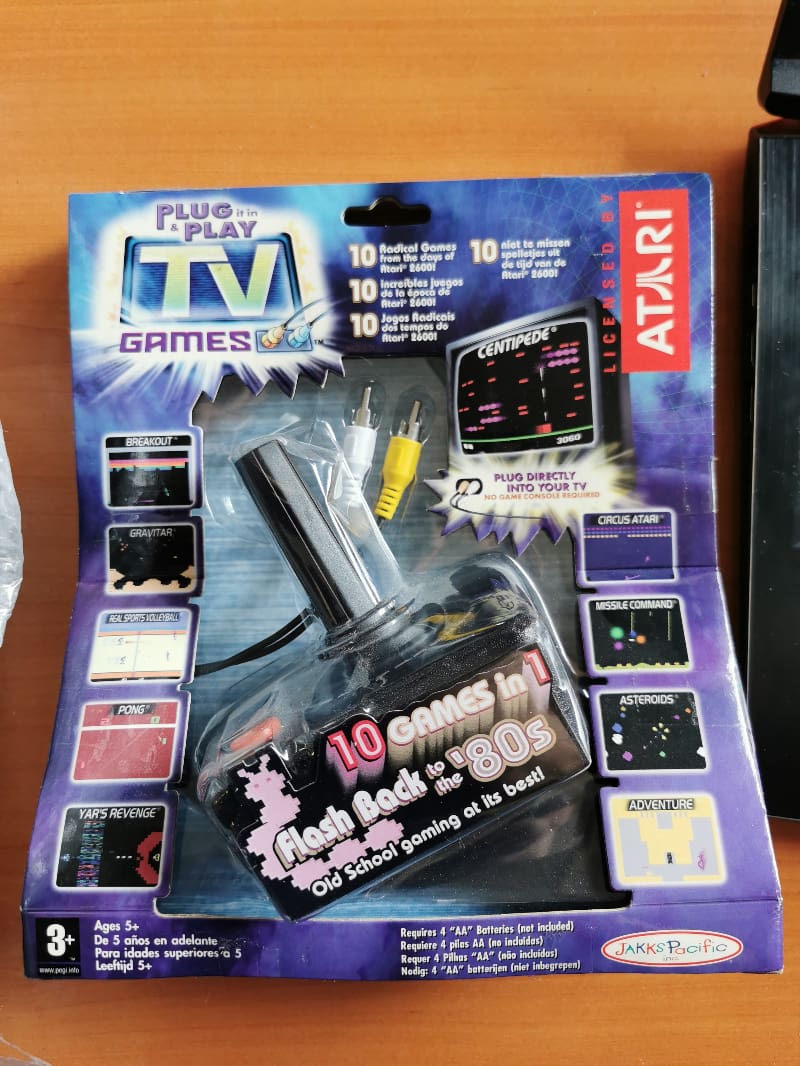 PLUG it in
& PLAY
TV
GAMES™
10 Radical Games
from the days of
Atari® 2600!
10 Increíbles juegos
de la época de
Atari® 2600!
10 Jogos Radicais
dos tempos do
Atari® 2600!
10 niet te missen
spelletjes uit
de tijd van de
Atari® 2600!
LICENSED BY
ATARI®
CENTIPEDE®
3060
PLUG DIRECTLY
INTO YOUR TV
NO GAME CONSOLE REQUIRED
BREAKOUT®
GRAVITAR®
REAL SPORTS VOLLEYBALL
PONG®
YAR'S REVENGE®
CIRCUS ATARI®
MISSILE COMMAND®
ASTEROIDS®
ADVENTURE™
10 GAMES in 1
Flash Back to the '80s
Old School gaming at its best!
3+
www.pegi.info
Ages 5+
De 5 años en adelante
Para idades superiores a 5
Leeftijd 5+
Requires 4 "AA" Batteries (not included)
Requiere 4 pilas AA (no incluidas)
Requer 4 Pilhas "AA" (não incluídas)
Nodig: 4 "AA" batterijen (niet inbegrepen)
JAKKS Pacific
inc.